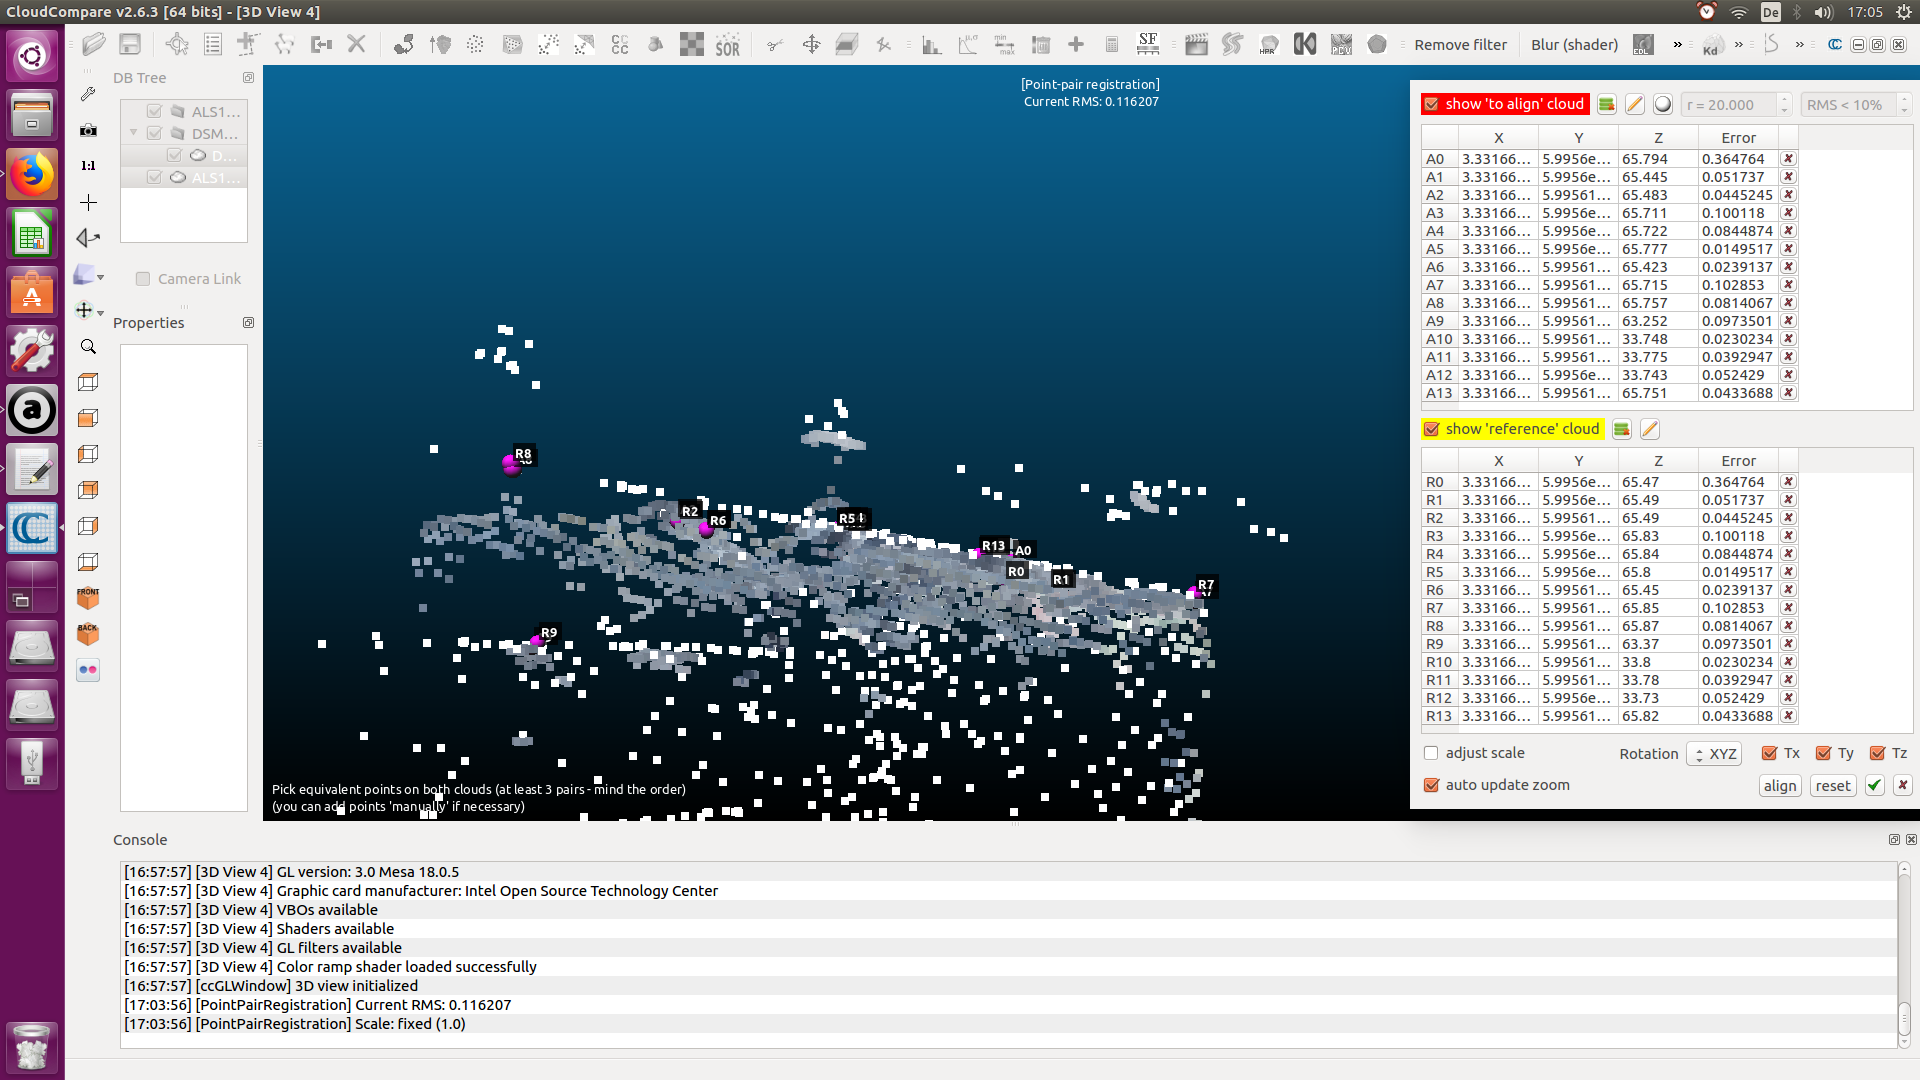 CloudCompare v2.6.3 [64 bits] - [3D View 4]
De
17:05
CC
CC
SOR
min
max
SF
HPR
PCV
Remove filter
Blur (shader)
EDL
»
Kd
»
»
DB Tree
ALS1...
DSM...
D...
ALS1...
Camera Link
Properties
1:1
FRONT
BACK
[Point-pair registration]
Current RMS: 0.116207
R8
R2
R6
R5
R13
A0
R0
R1
R7
R9
Pick equivalent points on both clouds (at least 3 pairs - mind the order)
(you can add points 'manually' if necessary)
show 'to align' cloud
r = 20.000
RMS < 10%
X Y Z Error
A0 3.33166... 5.9956e... 65.794 0.364764
A1 3.33166... 5.9956e... 65.445 0.051737
A2 3.33166... 5.99561... 65.483 0.0445245
A3 3.33166... 5.9956e... 65.711 0.100118
A4 3.33166... 5.9956e... 65.722 0.0844874
A5 3.33166... 5.9956e... 65.777 0.0149517
A6 3.33166... 5.99561... 65.423 0.0239137
A7 3.33166... 5.9956e... 65.715 0.102853
A8 3.33166... 5.99561... 65.757 0.0814067
A9 3.33166... 5.99561... 63.252 0.0973501
A10 3.33166... 5.99561... 33.748 0.0230234
A11 3.33166... 5.99561... 33.775 0.0392947
A12 3.33166... 5.9956e... 33.743 0.052429
A13 3.33166... 5.99561... 65.751 0.0433688
show 'reference' cloud
X Y Z Error
R0 3.33166... 5.9956e... 65.47 0.364764
R1 3.33166... 5.9956e... 65.49 0.051737
R2 3.33166... 5.99561... 65.49 0.0445245
R3 3.33166... 5.9956e... 65.83 0.100118
R4 3.33166... 5.9956e... 65.84 0.0844874
R5 3.33166... 5.9956e... 65.8 0.0149517
R6 3.33166... 5.99561... 65.45 0.0239137
R7 3.33166... 5.9956e... 65.85 0.102853
R8 3.33166... 5.99561... 65.87 0.0814067
R9 3.33166... 5.99561... 63.37 0.0973501
R10 3.33166... 5.99561... 33.8 0.0230234
R11 3.33166... 5.99561... 33.78 0.0392947
R12 3.33166... 5.9956e... 33.73 0.052429
R13 3.33166... 5.99561... 65.82 0.0433688
adjust scale
Rotation
XYZ
Tx
Ty
Tz
auto update zoom
align
reset
Console
[16:57:57] [3D View 4] GL version: 3.0 Mesa 18.0.5
[16:57:57] [3D View 4] Graphic card manufacturer: Intel Open Source Technology Center
[16:57:57] [3D View 4] VBOs available
[16:57:57] [3D View 4] Shaders available
[16:57:57] [3D View 4] GL filters available
[16:57:57] [3D View 4] Color ramp shader loaded successfully
[16:57:57] [ccGLWindow] 3D view initialized
[17:03:56] [PointPairRegistration] Current RMS: 0.116207
[17:03:56] [PointPairRegistration] Scale: fixed (1.0)